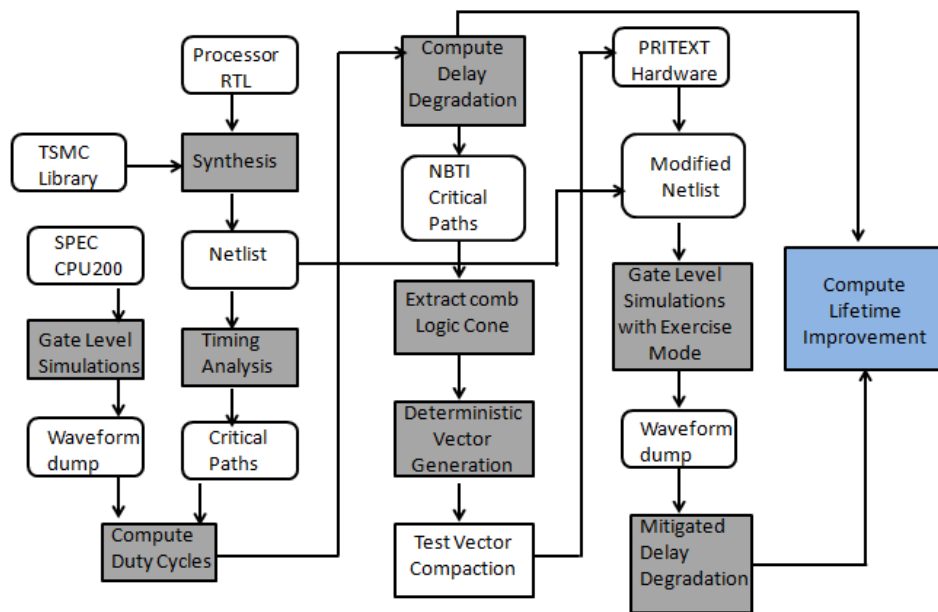 Processor
RTL
TSMC
Library
Synthesis
SPEC
CPU200
Netlist
Gate Level
Simulations
Timing
Analysis
Waveform
dump
Critical
Paths
Compute
Duty Cycles
Compute
Delay
Degradation
NBTI
Critical
Paths
Extract comb
Logic Cone
Deterministic
Vector
Generation
Test Vector
Compaction
PRITEXT
Hardware
Modified
Netlist
Gate Level
Simulations
with Exercise
Mode
Waveform
dump
Mitigated
Delay
Degradation
Compute
Lifetime
Improvement